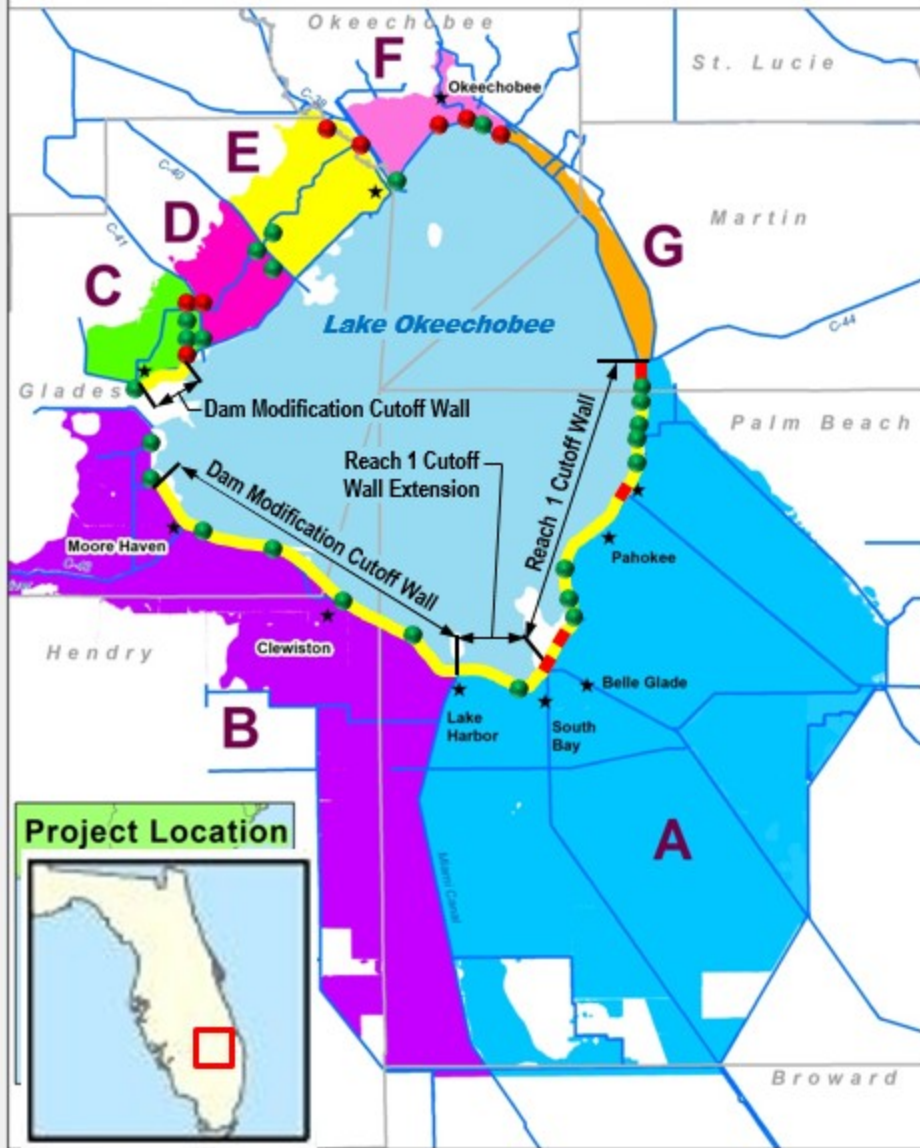 Okeechobee
F
St. Lucie
Okeechobee
C-38
E
C-40
D
Martin
C-41
G
C
Lake Okeechobee
C-44
Glades
Dam Modification Cutoff Wall
Palm Beach
Reach 1 Cutoff
Wall Extension
Reach 1 Cutoff Wall
Dam Modification Cutoff Wall
Moore Haven
Pahokee
Clewiston
Hendry
Belle Glade
Lake
Harbor
South
Bay
B
Project Location
A
Miami Canal
Broward